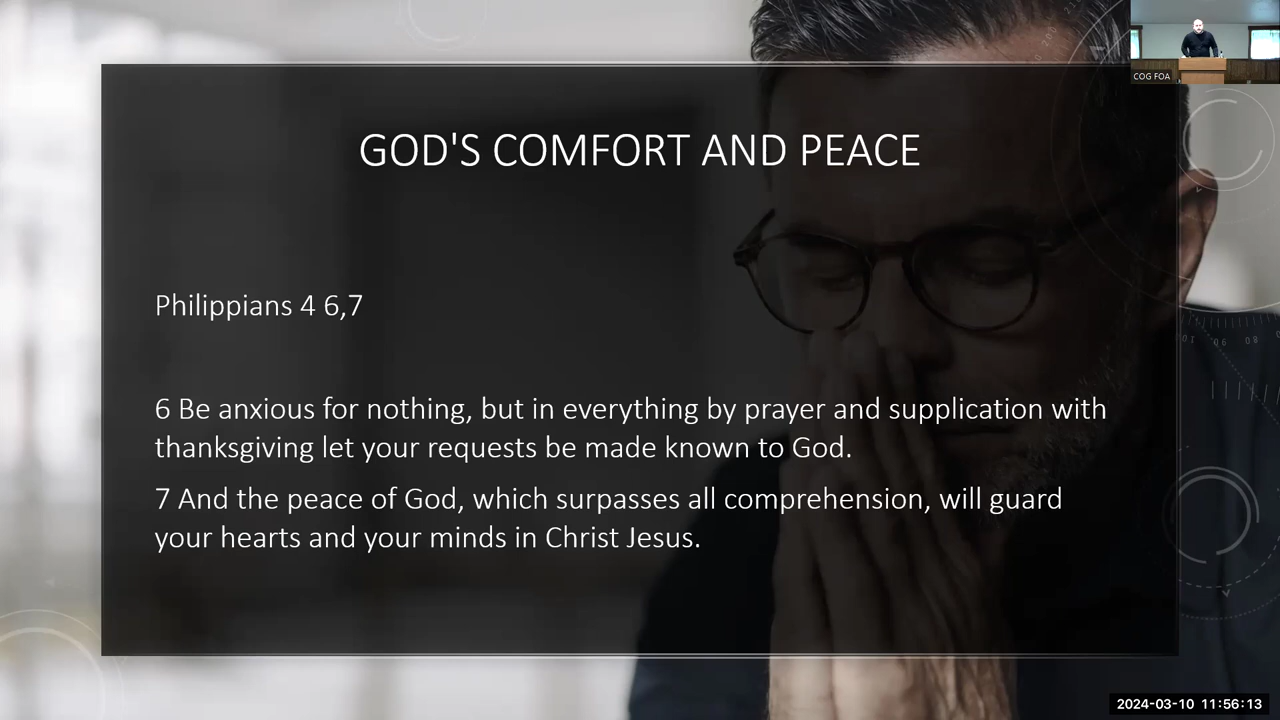 COG FOA
GOD'S COMFORT AND PEACE
Philippians 4 6,7
6 Be anxious for nothing, but in everything by prayer and supplication with
thanksgiving let your requests be made known to God.
7 And the peace of God, which surpasses all comprehension, will guard
your hearts and your minds in Christ Jesus.
2024-03-10 11:56:13